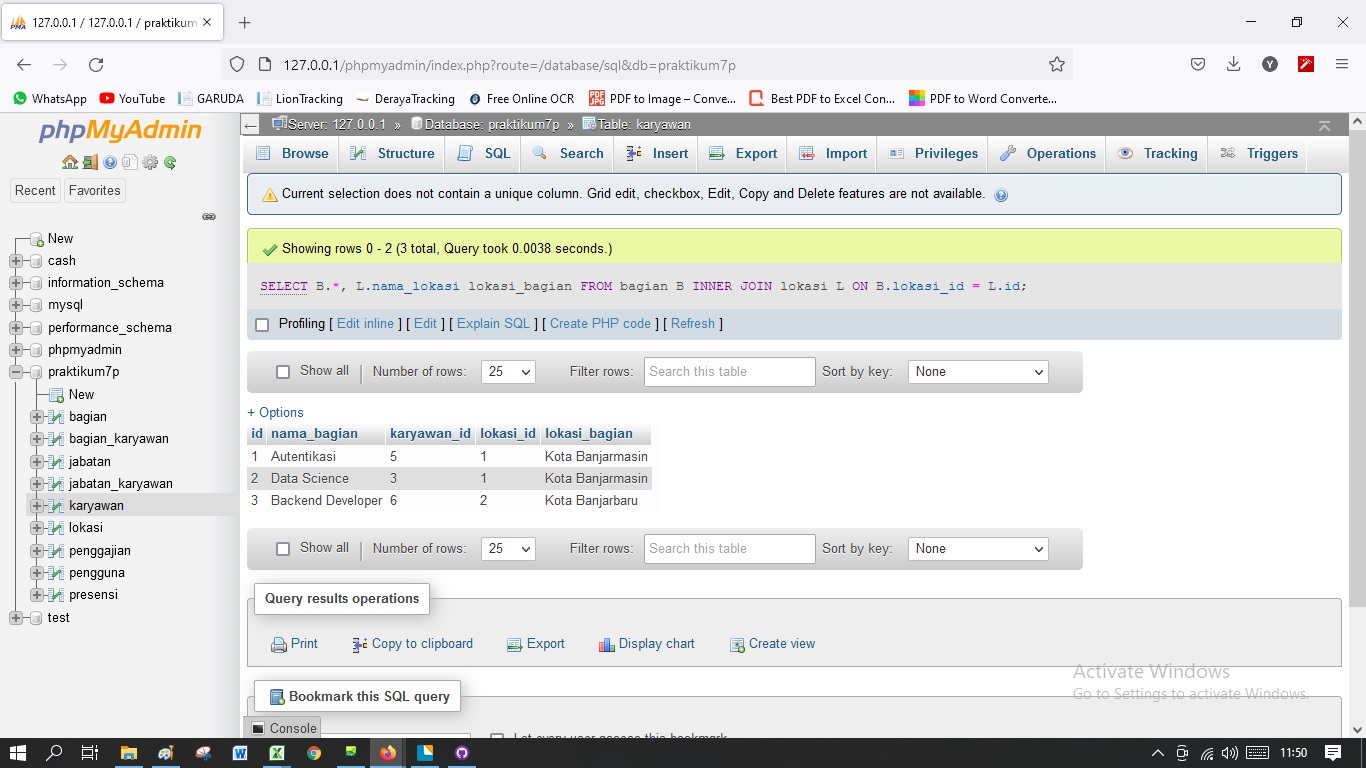 127.0.0.1 / 127.0.0.1 / praktikum
127.0.0.1/phpmyadmin/index.php?route=/database/sql&db=praktikum7p
WhatsApp YouTube GARUDA LionTracking DerayaTracking Free Online OCR PDF to Image – Conve... Best PDF to Excel Con... PDF to Word Converte...
phpMyAdmin
Recent Favorites
New
cash
information_schema
mysql
performance_schema
phpmyadmin
praktikum7p
New
bagian
bagian_karyawan
jabatan
jabatan_karyawan
karyawan
lokasi
penggajian
pengguna
presensi
test
Server: 127.0.0.1 » Database: praktikum7p » Table: karyawan
Browse Structure SQL Search Insert Export Import Privileges Operations Tracking Triggers
Current selection does not contain a unique column. Grid edit, checkbox, Edit, Copy and Delete features are not available.
Showing rows 0 - 2 (3 total, Query took 0.0038 seconds.)
SELECT B.*, L.nama_lokasi lokasi_bagian FROM bagian B INNER JOIN lokasi L ON B.lokasi_id = L.id;
Profiling [ Edit inline ] [ Edit ] [ Explain SQL ] [ Create PHP code ] [ Refresh ]
Show all | Number of rows: 25 Filter rows: Search this table Sort by key: None
+ Options
id nama_bagian karyawan_id lokasi_id lokasi_bagian
1 Autentikasi 5 1 Kota Banjarmasin
2 Data Science 3 1 Kota Banjarmasin
3 Backend Developer 6 2 Kota Banjarbaru
Show all | Number of rows: 25 Filter rows: Search this table Sort by key: None
Query results operations
Print Copy to clipboard Export Display chart Create view
Bookmark this SQL query
Console
Let every user access this bookmark
Activate Windows
Go to Settings to activate Windows.
11:50